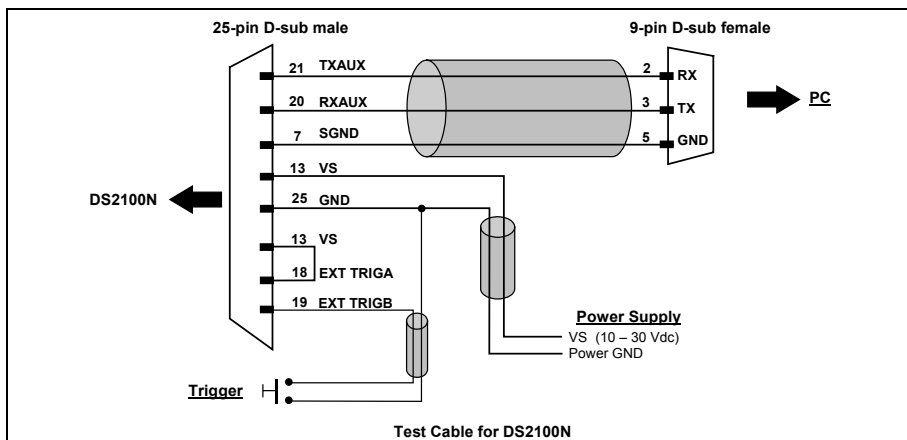 25-pin D-sub male 9-pin D-sub female
21 TXAUX 2 RX
20 RXAUX 3 TX
PC
7 SGND 5 GND
13 VS
DS2100N
25 GND
13 VS
18 EXT TRIGA
19 EXT TRIGB
Power Supply
VS (10 – 30 Vdc)
Power GND
Trigger
Test Cable for DS2100N